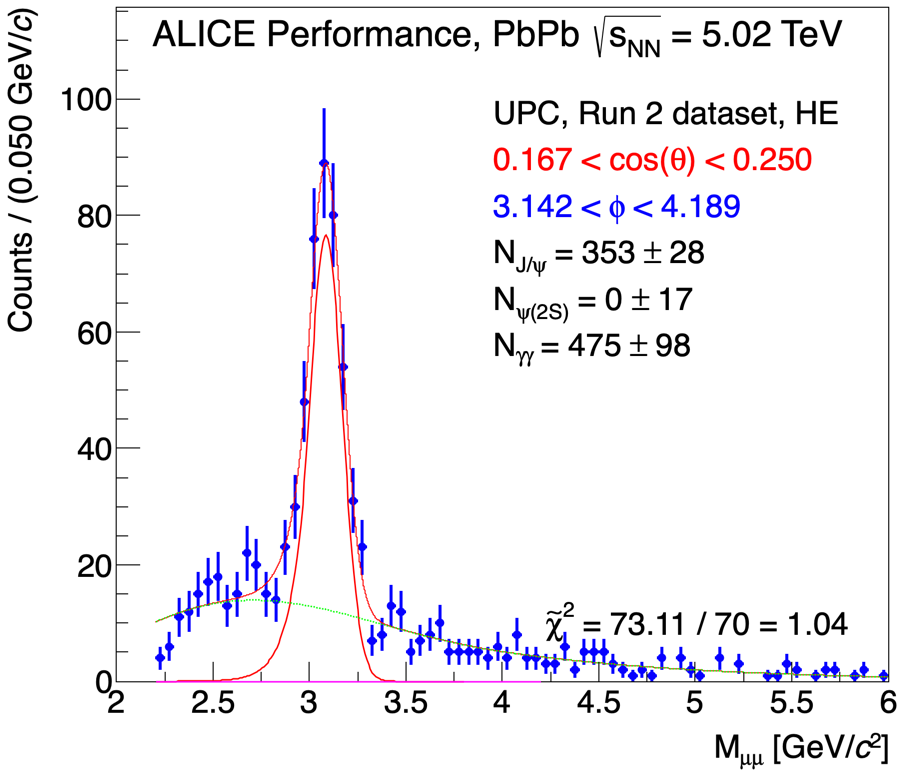 ALICE Performance, PbPb √s_NN = 5.02 TeV
UPC, Run 2 dataset, HE
0.167 < cos(θ) < 0.250
3.142 < ϕ < 4.189
N_J/ψ = 353 ± 28
N_ψ(2S) = 0 ± 17
N_γγ = 475 ± 98
χ̃² = 73.11 / 70 = 1.04
Counts / (0.050 GeV/c)
100
80
60
40
20
0
2 2.5 3 3.5 4 4.5 5 5.5 6
M_μμ [GeV/c²]